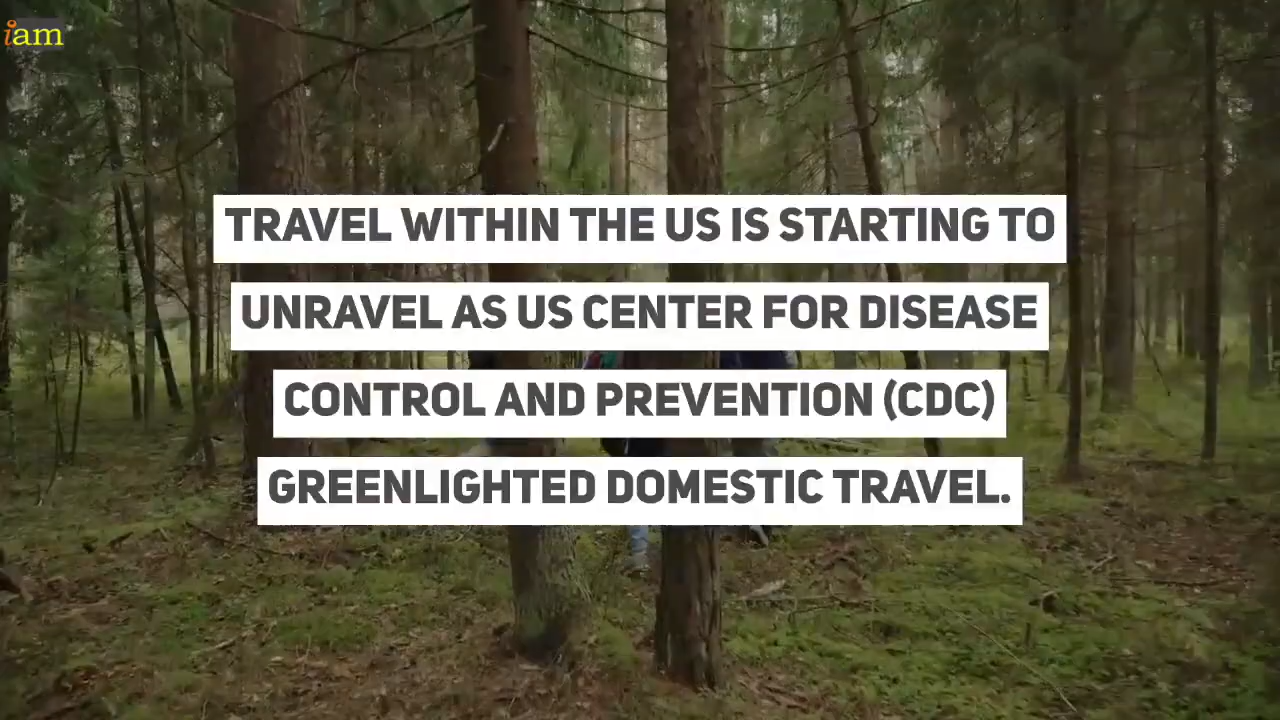 iam
TRAVEL WITHIN THE US IS STARTING TO
UNRAVEL AS US CENTER FOR DISEASE
CONTROL AND PREVENTION (CDC)
GREENLIGHTED DOMESTIC TRAVEL.